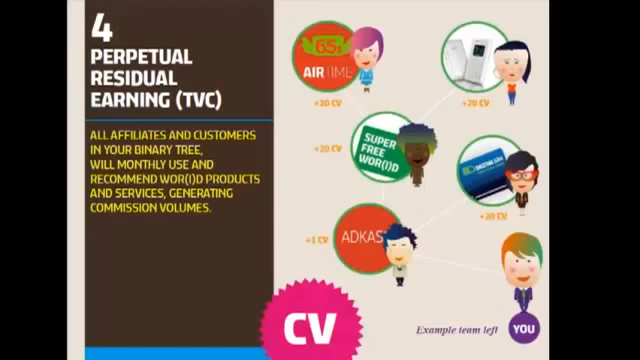 4
PERPETUAL
RESIDUAL
EARNING (TVC)
ALL AFFILIATES AND CUSTOMERS
IN YOUR BINARY TREE,
WILL MONTHLY USE AND
RECOMMEND WOR(I)D PRODUCTS
AND SERVICES, GENERATING
COMMISSION VOLUMES.
AIRTIME
+20 CV
+20 CV
SUPER
FREE
WOR(I)D
+20 CV
DIGITAL
+20 CV
ADKAS
+1 CV
CV
Example team left
YOU